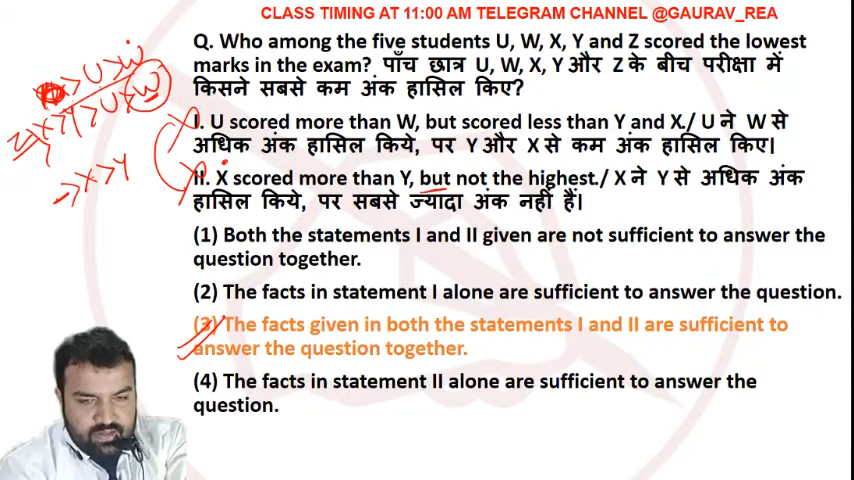 CLASS TIMING AT 11:00 AM TELEGRAM CHANNEL @GAURAV_REA
Q. Who among the five students U, W, X, Y and Z scored the lowest
marks in the exam? पाँच छात्र U, W, X, Y और Z के बीच परीक्षा में
किसने सबसे कम अंक हासिल किए?
I. U scored more than W, but scored less than Y and X./ U ने W से
अधिक अंक हासिल किये, पर Y और X से कम अंक हासिल किए।
II. X scored more than Y, but not the highest./ X ने Y से अधिक अंक
हासिल किए, पर सबसे ज्यादा अंक नही हैं।
(1) Both the statements I and II given are not sufficient to answer the
question together.
(2) The facts in statement I alone are sufficient to answer the question.
(3) The facts given in both the statements I and II are sufficient to
answer the question together.
(4) The facts in statement II alone are sufficient to answer the
question.
> U > W
X > Y > U > W
> X > Y